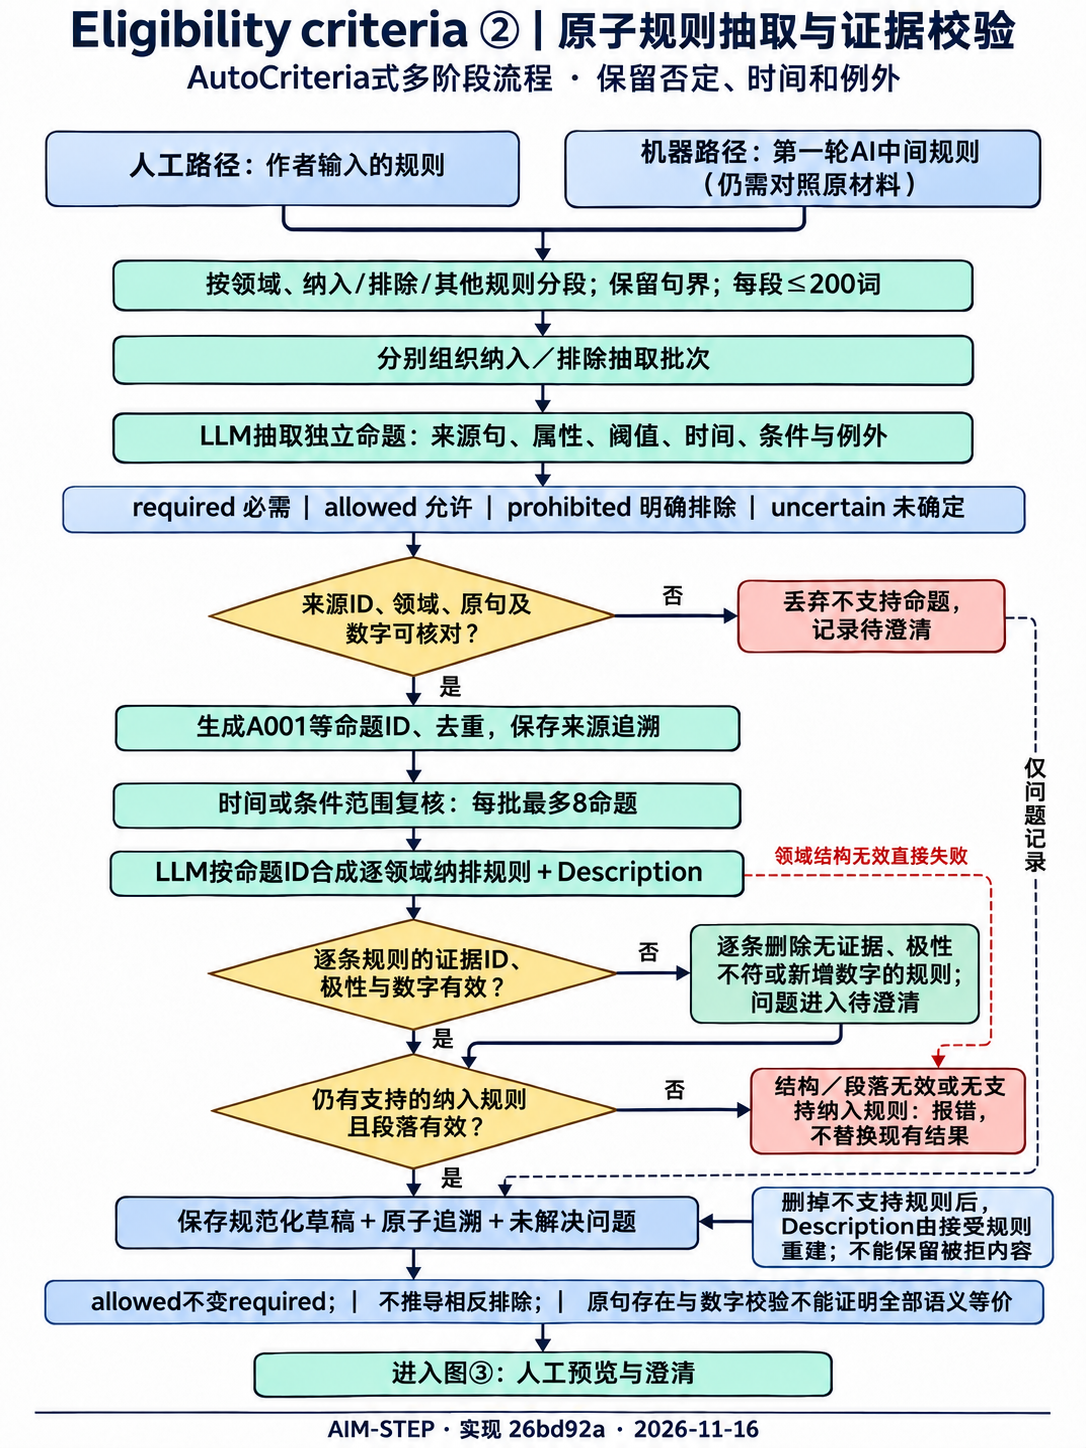 Eligibility criteria ② | 原子规则抽取与证据校验
AutoCriteria式多阶段流程 · 保留否定、时间和例外
人工路径：作者输入的规则
机器路径：第一轮AI中间规则
（仍需对照原材料）
按领域、纳入/排除/其他规则分段；保留句界；每段≤200词
分别组织纳入／排除抽取批次
LLM抽取独立命题：来源句、属性、阈值、时间、条件与例外
required 必需 | allowed 允许 | prohibited 明确排除 | uncertain 未确定
来源ID、领域、原句及
数字可核对？
否
丢弃不支持命题，
记录待澄清
是
生成A001等命题ID、去重，保存来源追溯
仅问题记录
时间或条件范围复核：每批最多8命题
LLM按命题ID合成逐领域纳排规则＋Description
领域结构无效直接失败
逐条规则的证据ID、
极性与数字有效？
否
逐条删除无证据、极性
不符或新增数字的规则；
问题进入待澄清
是
仍有支持的纳入规则
且段落有效？
否
结构／段落无效或无支
持纳入规则：报错，
不替换现有结果
是
保存规范化草稿＋原子追溯＋未解决问题
删掉不支持规则后，
Description由接受规则
重建；不能保留被拒内容
allowed不变required； | 不推导相反排除； | 原句存在与数字校验不能证明全部语义等价
进入图③：人工预览与澄清
AIM-STEP · 实现 26bd92a · 2026-11-16